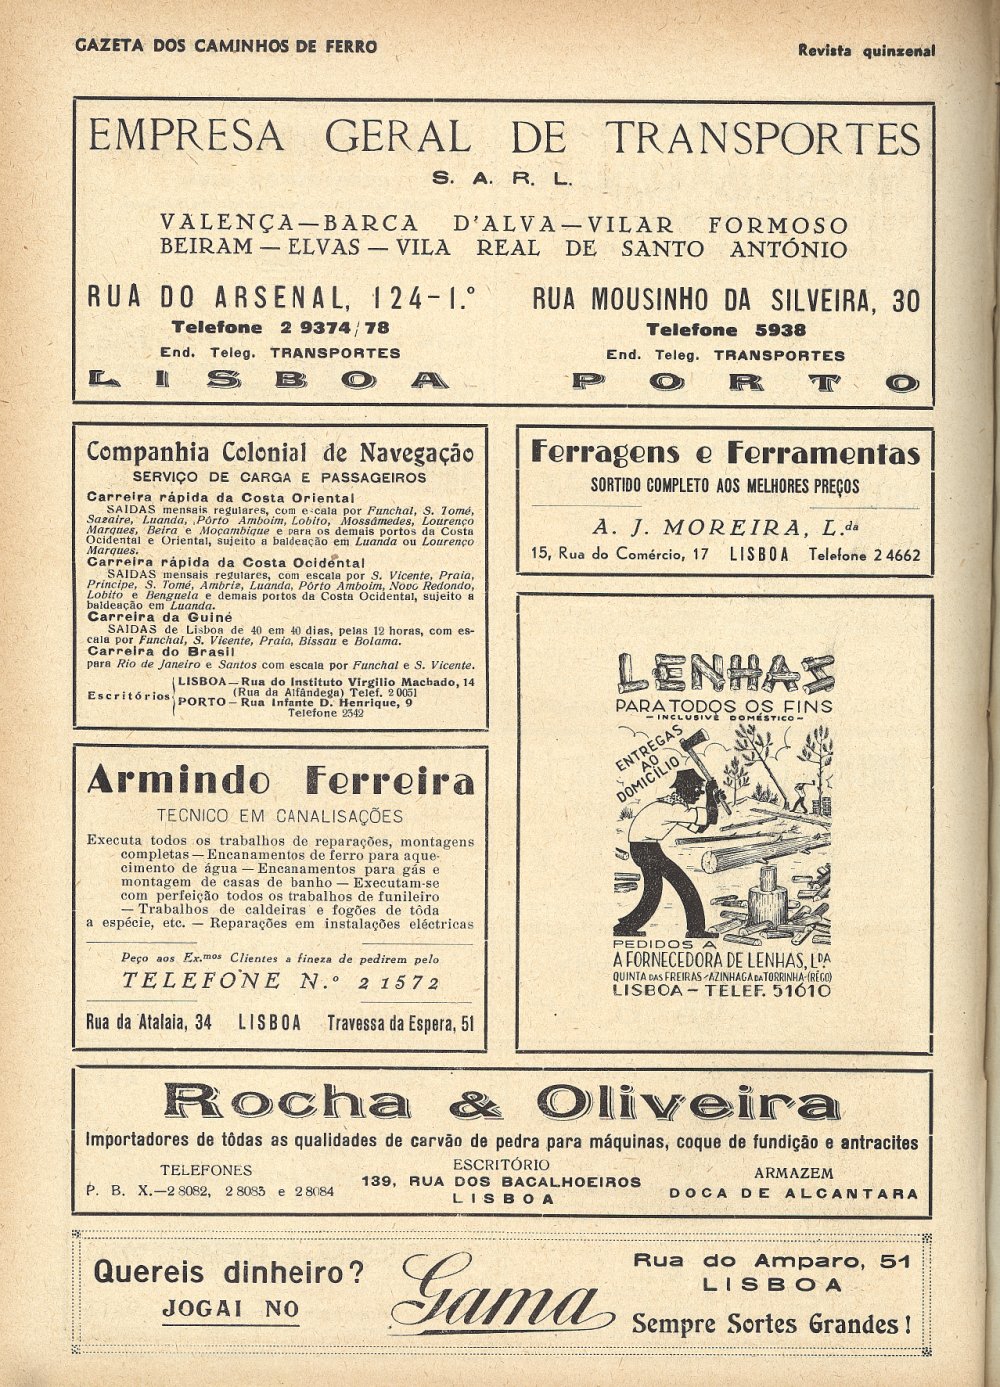 GAZETA DOS CAMINHOS DE FERRO
Revista quinzenal
EMPRESA GERAL DE TRANSPORTES
S. A. R. L.
VALENÇA—BARCA D'ALVA—VILAR FORMOSO
BEIRAM — ELVAS — VILA REAL DE SANTO ANTÓNIO
RUA DO ARSENAL, 124-1.º
Telefone 2 9374/78
End. Teleg. TRANSPORTES
LISBOA
RUA MOUSINHO DA SILVEIRA, 30
Telefone 5938
End. Teleg. TRANSPORTES
PORTO
Companhia Colonial de Navegação
SERVIÇO DE CARGA E PASSAGEIROS
Carreira rápida da Costa Oriental
SAIDAS mensais regulares, com escala por Funchal, S. Tomé,
Sazaire, Luanda, Pôrto Amboim, Lobito, Mossâmedes, Lourenço
Marques, Beira e Moçambique e para os demais portos da Costa
Ocidental e Oriental, sujeito a baldeação em Luanda ou Lourenço
Marques.
Carreira rápida da Costa Ocidental
SAIDAS mensais regulares, com escala por S. Vicente, Praia,
Príncipe, S. Tomé, Ambriz, Luanda, Pôrto Amboim, Novo Redondo,
Lobito e Benguela e demais portos da Costa Ocidental, sujeito a
baldeação em Luanda.
Carreira da Guiné
SAIDAS de Lisboa de 40 em 40 dias, pelas 12 horas, com es-
cala por Funchal, S. Vicente, Praia, Bissau e Bolama.
Carreira do Brasil
para Rio de Janeiro e Santos com escala por Funchal e S. Vicente.
Escritórios
LISBOA—Rua do Instituto Virgílio Machado, 14
(Rua da Alfândega) Telef. 2 0051
PORTO—Rua Infante D. Henrique, 9
Telefone 2342
Ferragens e Ferramentas
SORTIDO COMPLETO AOS MELHORES PREÇOS
A. J. MOREIRA, L.da
15, Rua do Comércio, 17 LISBOA Telefone 2 4662
Armindo Ferreira
TECNICO EM CANALISAÇÕES
Executa todos os trabalhos de reparações, montagens
completas — Encanamentos de ferro para aque-
cimento de água — Encanamentos para gás e
montagem de casas de banho — Executam-se
com perfeição todos os trabalhos de funileiro
— Trabalhos de caldeiras e fogões de tôda
a espécie, etc. — Reparações em instalações eléctricas
Peço aos Ex.mos Clientes a fineza de pedirem pelo
TELEFONE N.º 2 1572
Rua da Atalaia, 34 LISBOA Travessa da Espera, 51
LENHAS
PARA TODOS OS FINS
- INCLUSIVÉ DOMÉSTICO -
ENTREGAS
AO
DOMICÍLIO
PEDIDOS A
A FORNECEDORA DE LENHAS, LDA
QUINTA DAS FREIRAS - AZINHAGA DA TORRINHA - (RÊGO)
LISBOA - TELEF. 51610
Rocha & Oliveira
Importadores de tôdas as qualidades de carvão de pedra para máquinas, coque de fundição e antracites
TELEFONES
P. B. X.—2 8082, 2 8083 e 2 8084
ESCRITÓRIO
139, RUA DOS BACALHOEIROS
LISBOA
ARMAZEM
DOCA DE ALCANTARA
Quereis dinheiro?
JOGAI NO
Gama
Rua do Amparo, 51
LISBOA
Sempre Sortes Grandes!